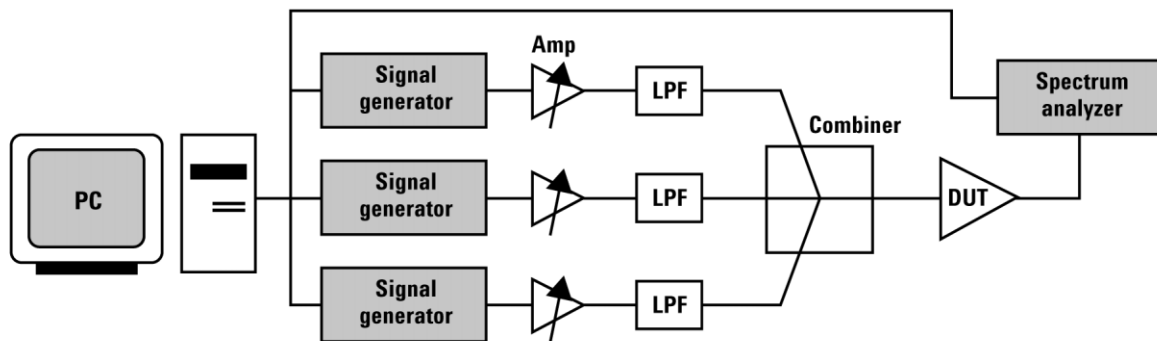 Amp
Signal
generator
LPF
Spectrum
analyzer
Combiner
PC
Signal
generator
LPF
DUT
Signal
generator
LPF